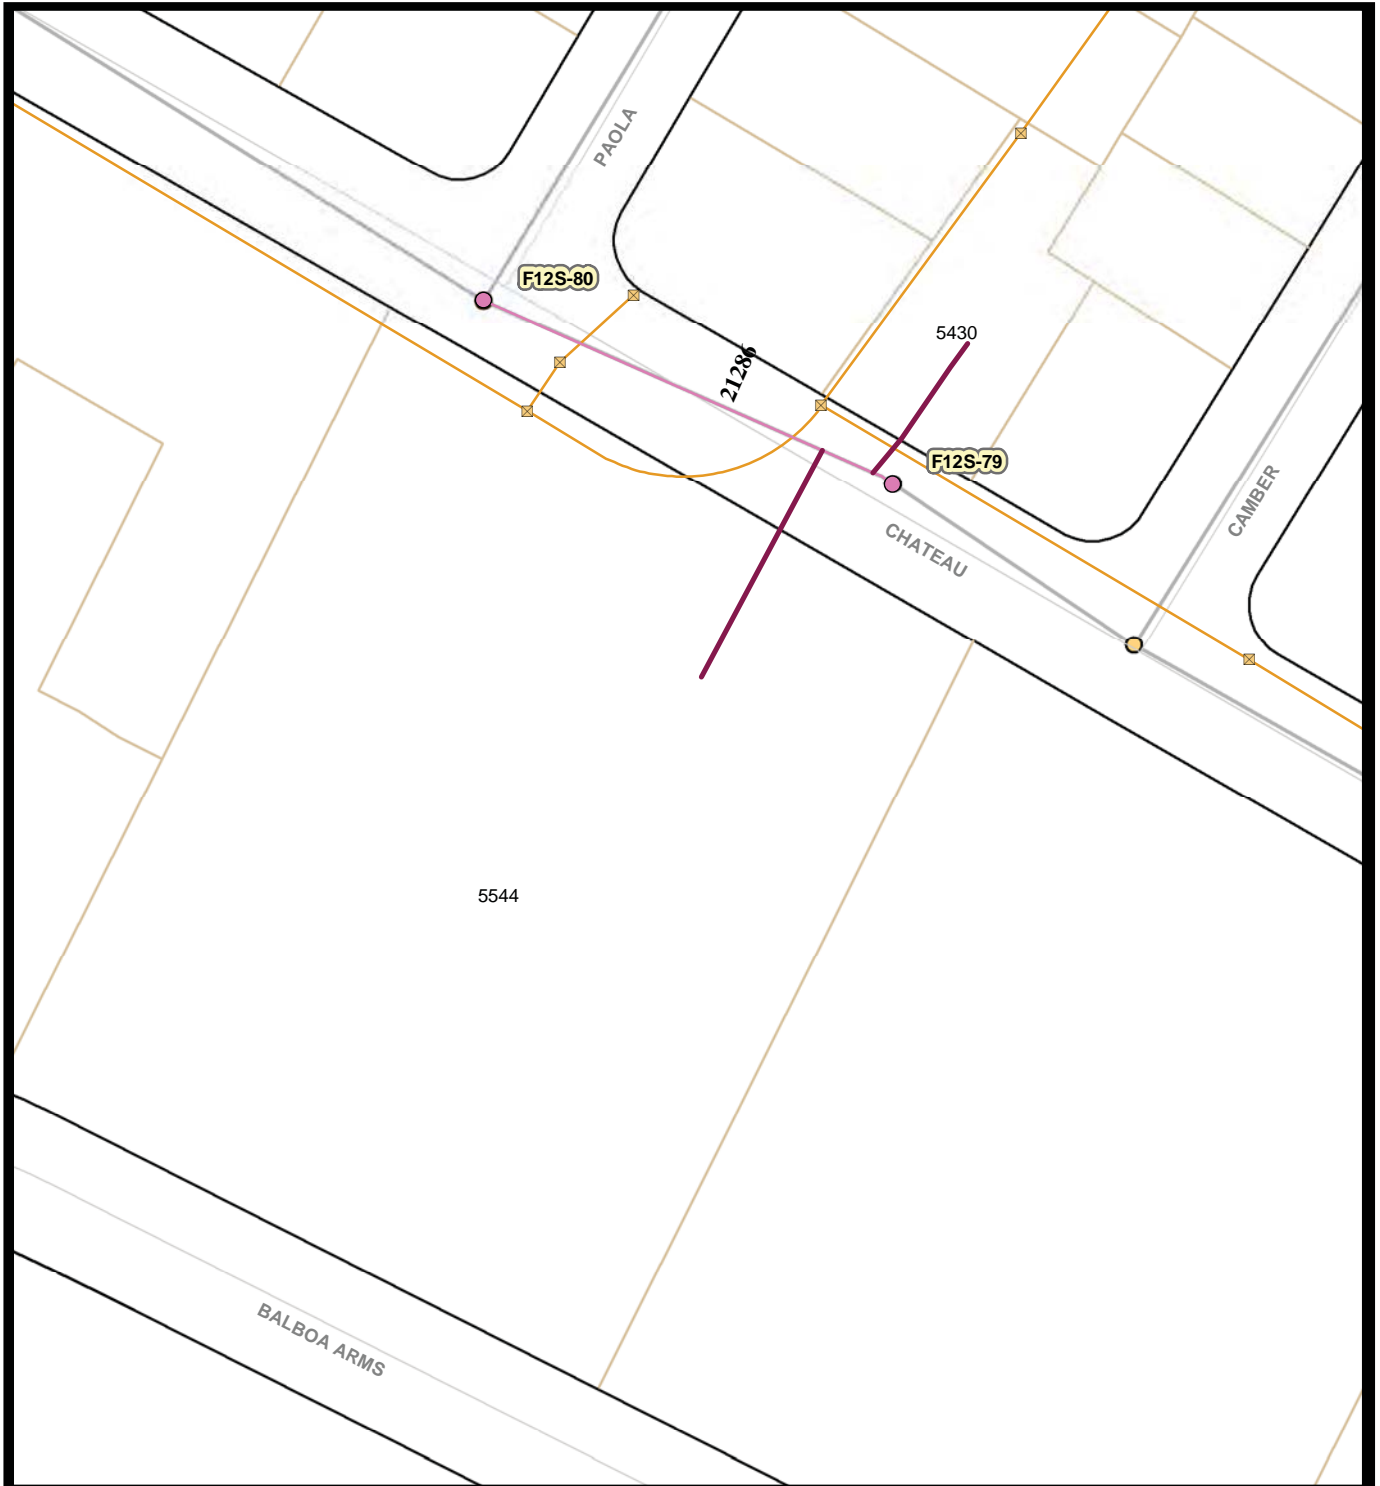 PAOLA
F12S-80
5430
21286
F12S-79
CAMBER
CHATEAU
5544
BALBOA ARMS